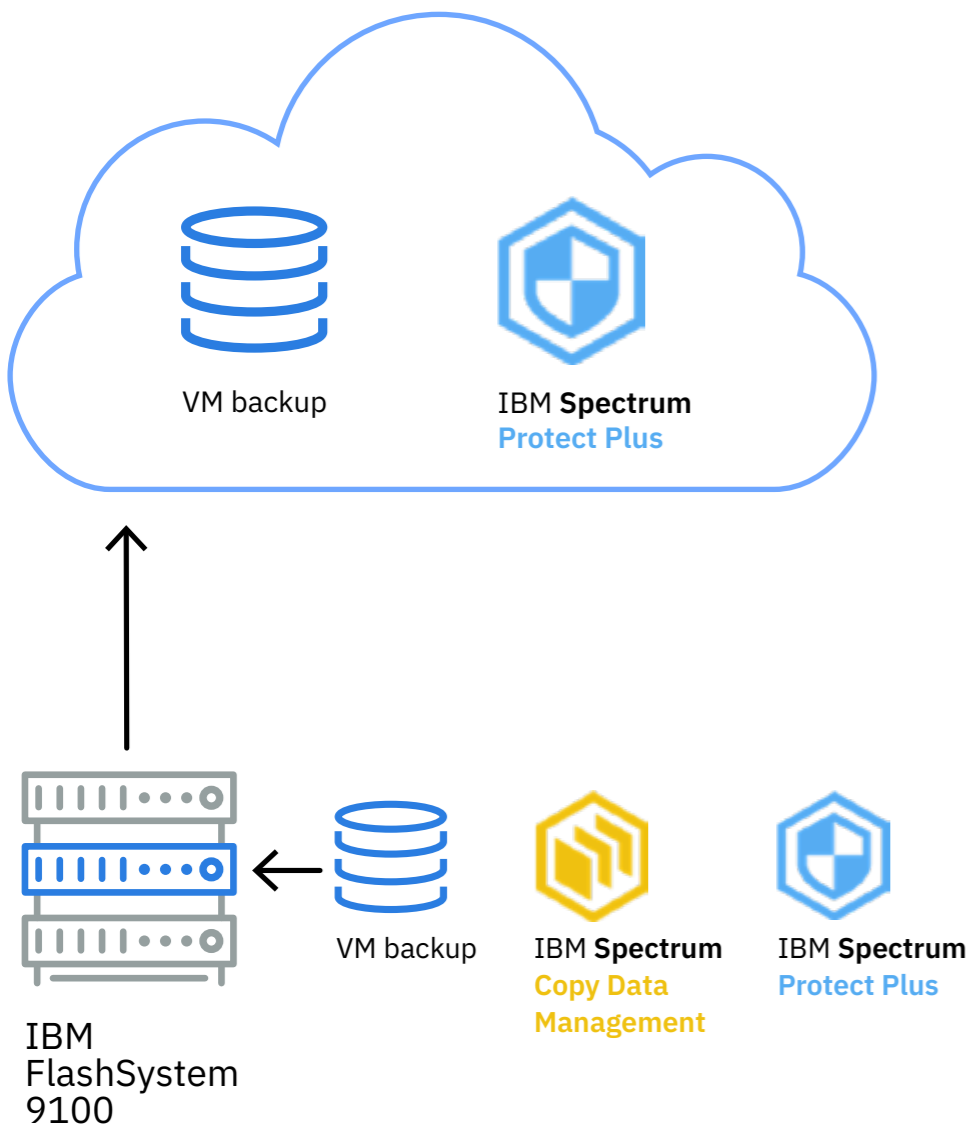 VM backup
IBM Spectrum
Protect Plus
VM backup
IBM Spectrum
Copy Data
Management
IBM Spectrum
Protect Plus
IBM
FlashSystem
9100